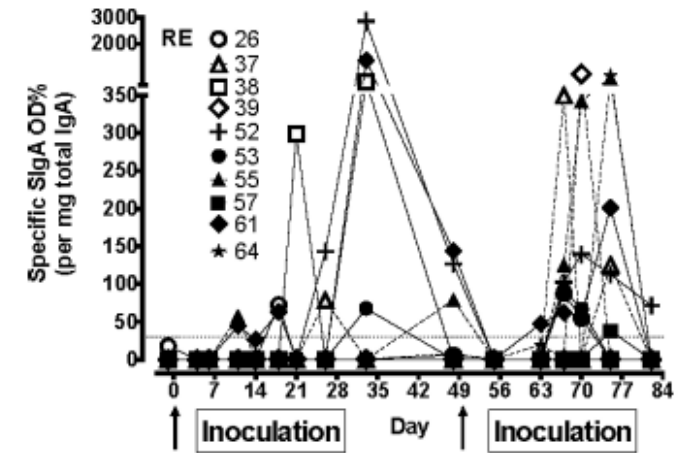 3000
2000
350
300
250
200
150
100
50
0
Specific SIgA OD%
(per mg total IgA)
RE 26
37
38
39
52
53
55
57
61
64
0 7 14 21 28 35 42 49 56 63 70 77 84
Day
Inoculation
Inoculation